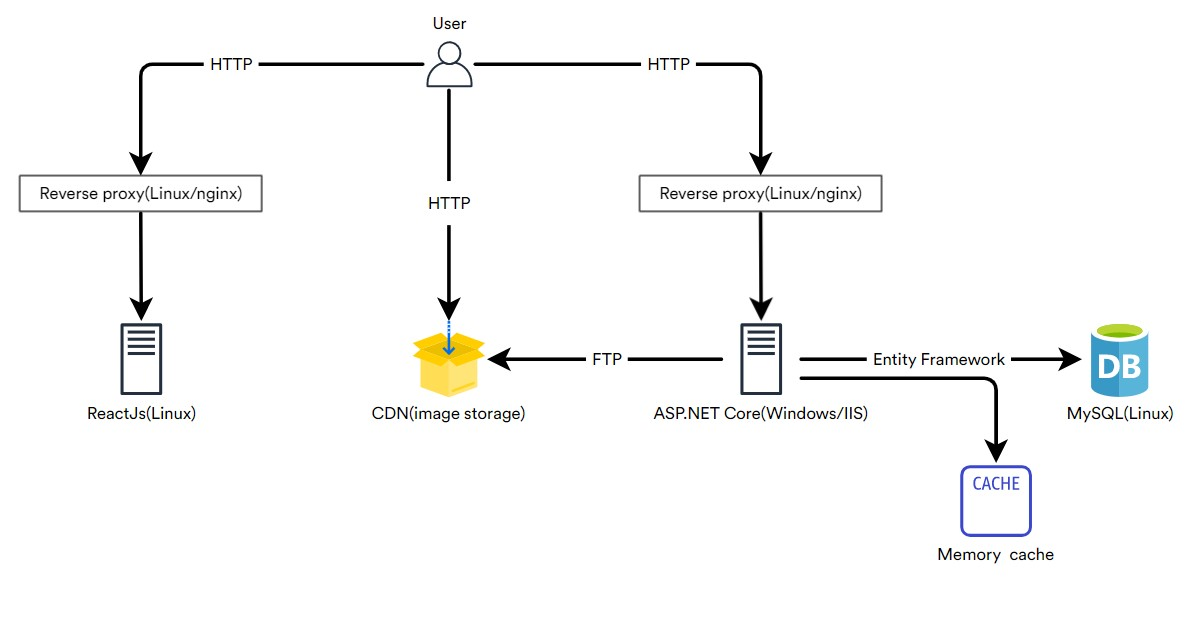 User
HTTP
HTTP
Reverse proxy(Linux/nginx)
HTTP
Reverse proxy(Linux/nginx)
ReactJs(Linux)
CDN(image storage)
FTP
ASP.NET Core(Windows/IIS)
Entity Framework
DB
MySQL(Linux)
CACHE
Memory cache